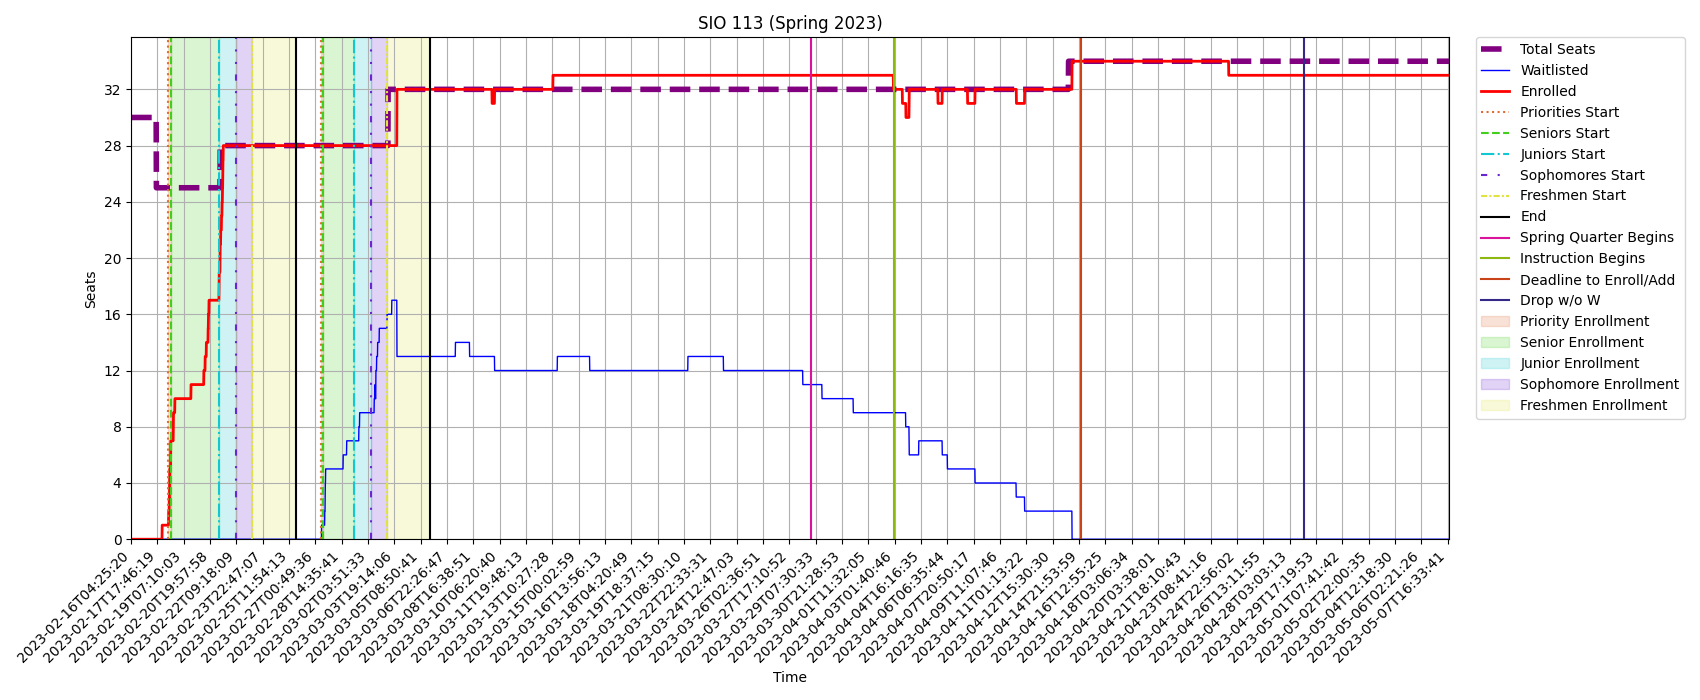 SIO 113 (Spring 2023)
Seats
32
28
24
20
16
12
8
4
0
2023-02-16T04:25:20
2023-02-17T17:46:19
2023-02-19T07:10:03
2023-02-20T19:57:58
2023-02-22T09:18:09
2023-02-23T22:47:07
2023-02-25T11:54:13
2023-02-27T00:49:36
2023-02-28T14:35:41
2023-03-02T03:51:33
2023-03-03T19:14:06
2023-03-05T08:50:41
2023-03-06T22:26:47
2023-03-08T16:38:51
2023-03-10T06:20:40
2023-03-11T19:48:13
2023-03-13T10:27:28
2023-03-15T00:02:59
2023-03-16T13:56:13
2023-03-18T04:20:49
2023-03-19T18:37:15
2023-03-21T08:30:10
2023-03-22T22:33:31
2023-03-24T12:47:03
2023-03-26T02:36:51
2023-03-27T17:10:52
2023-03-29T07:30:33
2023-03-30T21:28:53
2023-04-01T11:32:05
2023-04-03T01:40:46
2023-04-04T16:16:35
2023-04-06T06:35:44
2023-04-07T20:50:17
2023-04-09T11:07:46
2023-04-11T01:13:22
2023-04-12T15:30:30
2023-04-14T21:53:59
2023-04-16T12:55:25
2023-04-18T03:06:34
2023-04-20T03:38:01
2023-04-21T18:10:43
2023-04-23T08:41:16
2023-04-24T22:56:02
2023-04-26T13:11:55
2023-04-28T03:03:13
2023-04-29T17:19:53
2023-05-01T07:41:42
2023-05-02T22:00:35
2023-05-04T12:18:30
2023-05-06T02:21:26
2023-05-07T16:33:41
Time
Total Seats
Waitlisted
Enrolled
Priorities Start
Seniors Start
Juniors Start
Sophomores Start
Freshmen Start
End
Spring Quarter Begins
Instruction Begins
Deadline to Enroll/Add
Drop w/o W
Priority Enrollment
Senior Enrollment
Junior Enrollment
Sophomore Enrollment
Freshmen Enrollment